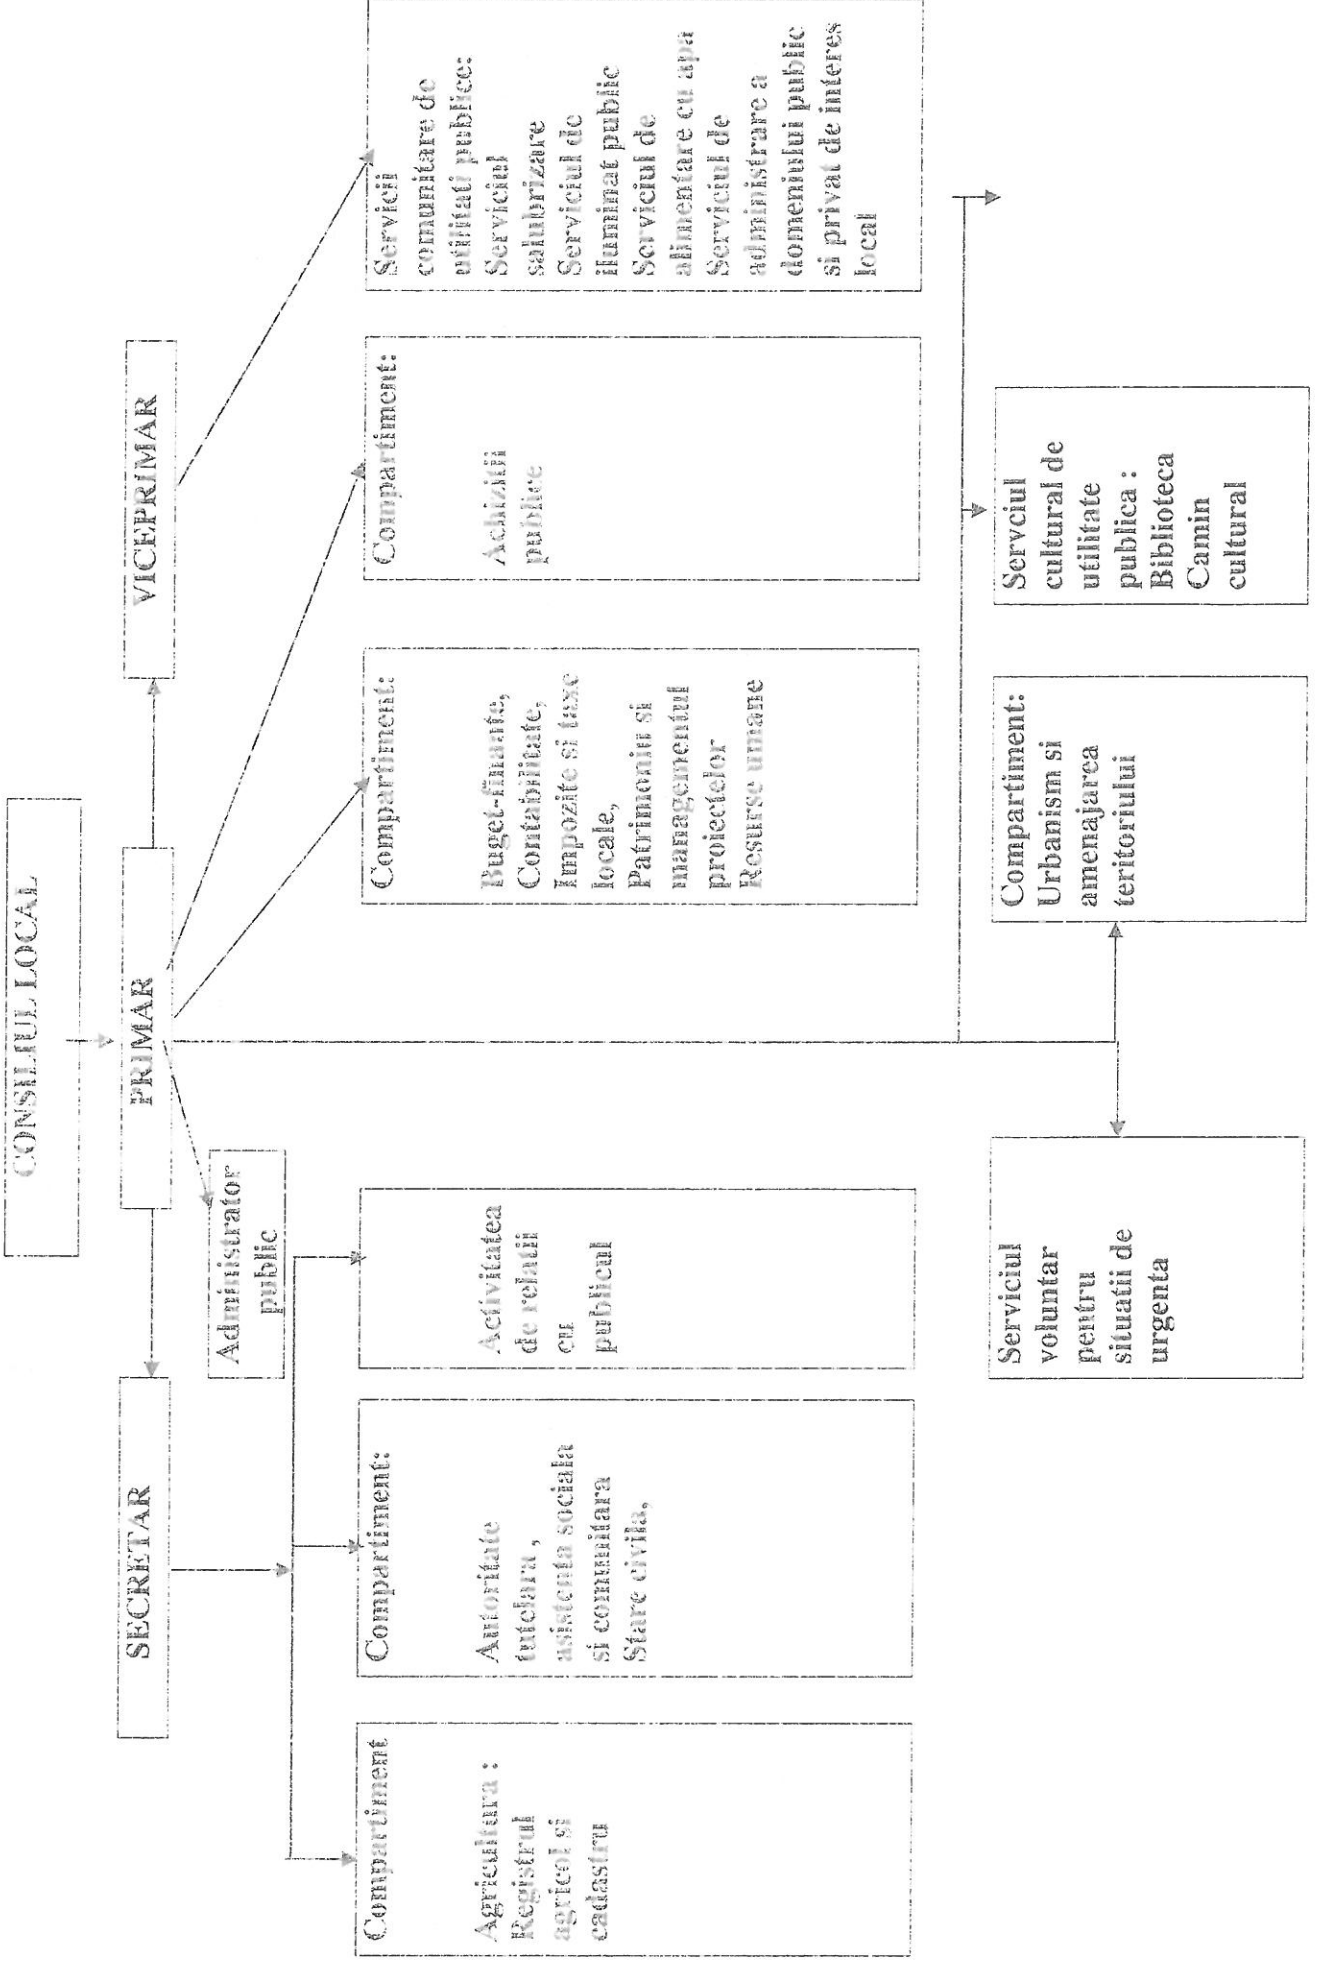 CONSILIUL LOCAL
PRIMAR
SECRETAR
VICEPRIMAR
Administrator
public
Compartiment
Agricultura :
Registrul
agricol si
cadastru
Compartiment:
Autoritate
tutelara ,
asistenta sociala
si comunitara
Stare civila,
Activitatea
de relatii
cu
publicul
Compartiment:
Buget-finante,
Contabilitate,
Impozite si taxe
locale,
Patrimoniu si
managementul
proiectelor
Resurse umane
Compartiment:
Achizitii
publice
Servicii
comunitare de
utilitati publice:
Serviciul
salubrizare
Serviciul de
iluminat public
Serviciul de
alimentare cu apa
Serviciul de
administrare a
domeniului public
si privat de interes
local
Serviciul
voluntar
pentru
situatii de
urgenta
Compartiment:
Urbanism si
amenajarea
teritoriului
Serviciul
cultural de
utilitate
publica :
Biblioteca
Camin
cultural